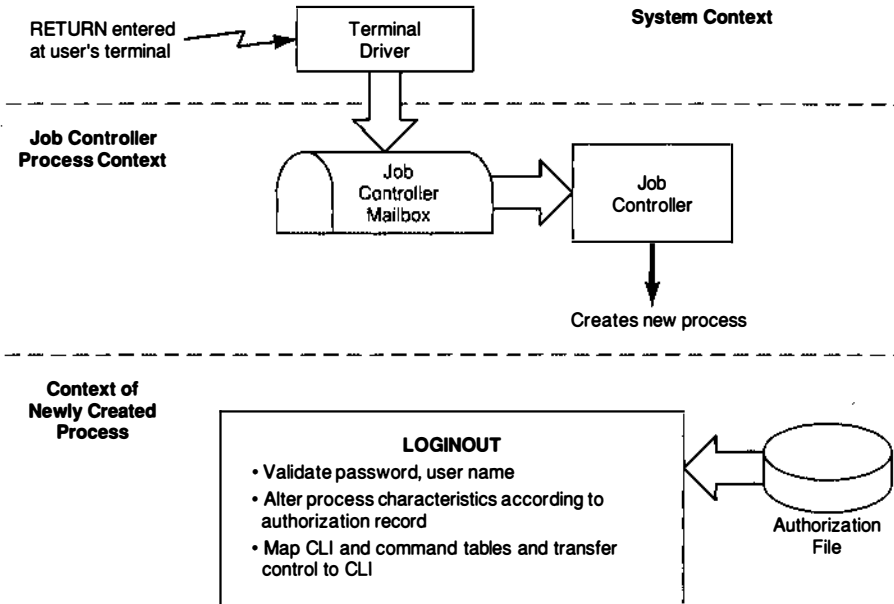 System Context
RETURN entered
at user's terminal
Terminal
Driver
Job Controller
Process Context
Job
Controller
Mailbox
Job
Controller
Creates new process
Context of
Newly Created
Process
LOGINOUT
• Validate password, user name
• Alter process characteristics according to
authorization record
• Map CLI and command tables and transfer
control to CLI
Authorization
File